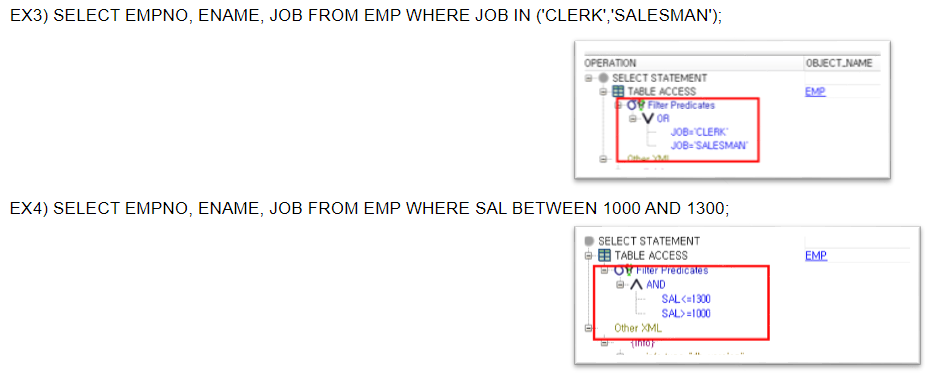 EX3) SELECT EMPNO, ENAME, JOB FROM EMP WHERE JOB IN ('CLERK','SALESMAN');
OPERATION OBJECT_NAME
SELECT STATEMENT
TABLE ACCESS EMP
Filter Predicates
OR
JOB='CLERK'
JOB='SALESMAN'
Other XML
EX4) SELECT EMPNO, ENAME, JOB FROM EMP WHERE SAL BETWEEN 1000 AND 1300;
SELECT STATEMENT
TABLE ACCESS EMP
Filter Predicates
AND
SAL<=1300
SAL>=1000
Other XML
{info}